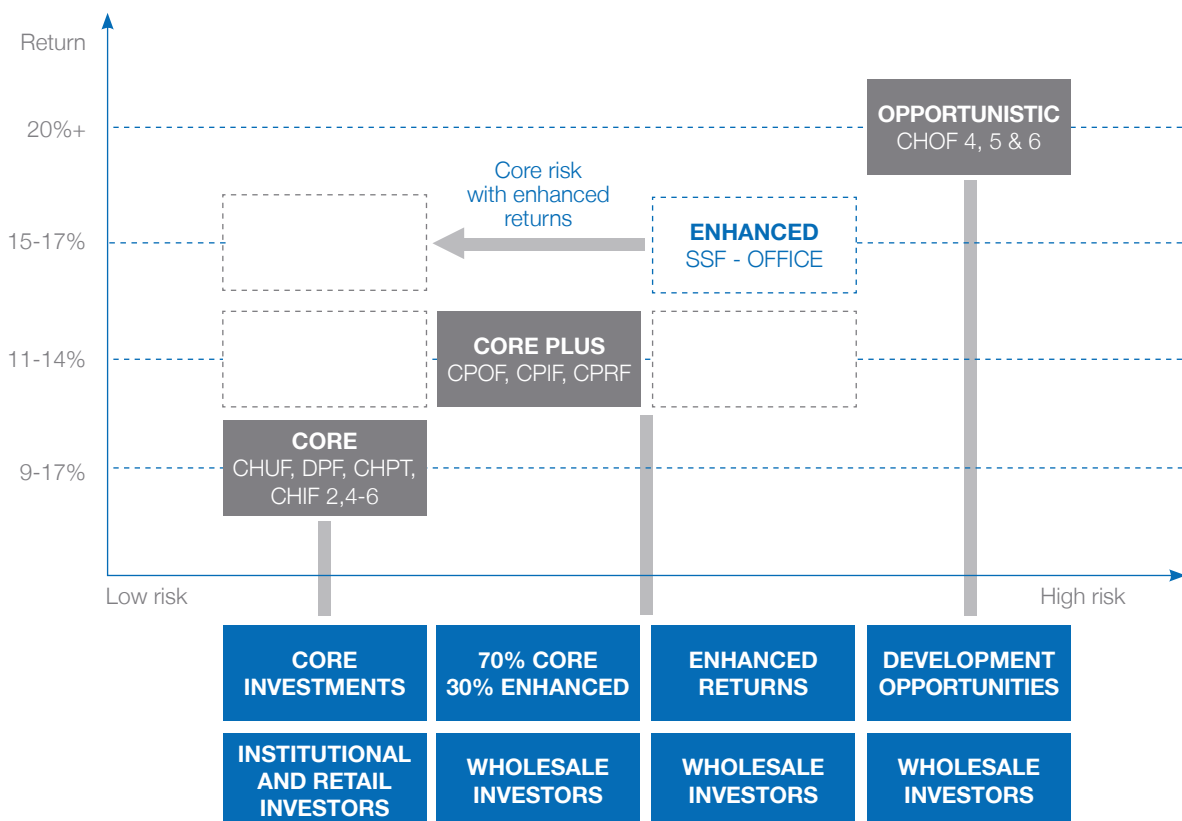 Return
20%+
OPPORTUNISTIC
CHOF 4, 5 & 6
Core risk
with enhanced
returns
15-17%
ENHANCED
SSF - OFFICE
11-14%
CORE PLUS
CPOF, CPIF, CPRF
9-17%
CORE
CHUF, DPF, CHPT,
CHIF 2,4-6
Low risk
High risk
CORE
INVESTMENTS
70% CORE
30% ENHANCED
ENHANCED
RETURNS
DEVELOPMENT
OPPORTUNITIES
INSTITUTIONAL
AND RETAIL
INVESTORS
WHOLESALE
INVESTORS
WHOLESALE
INVESTORS
WHOLESALE
INVESTORS